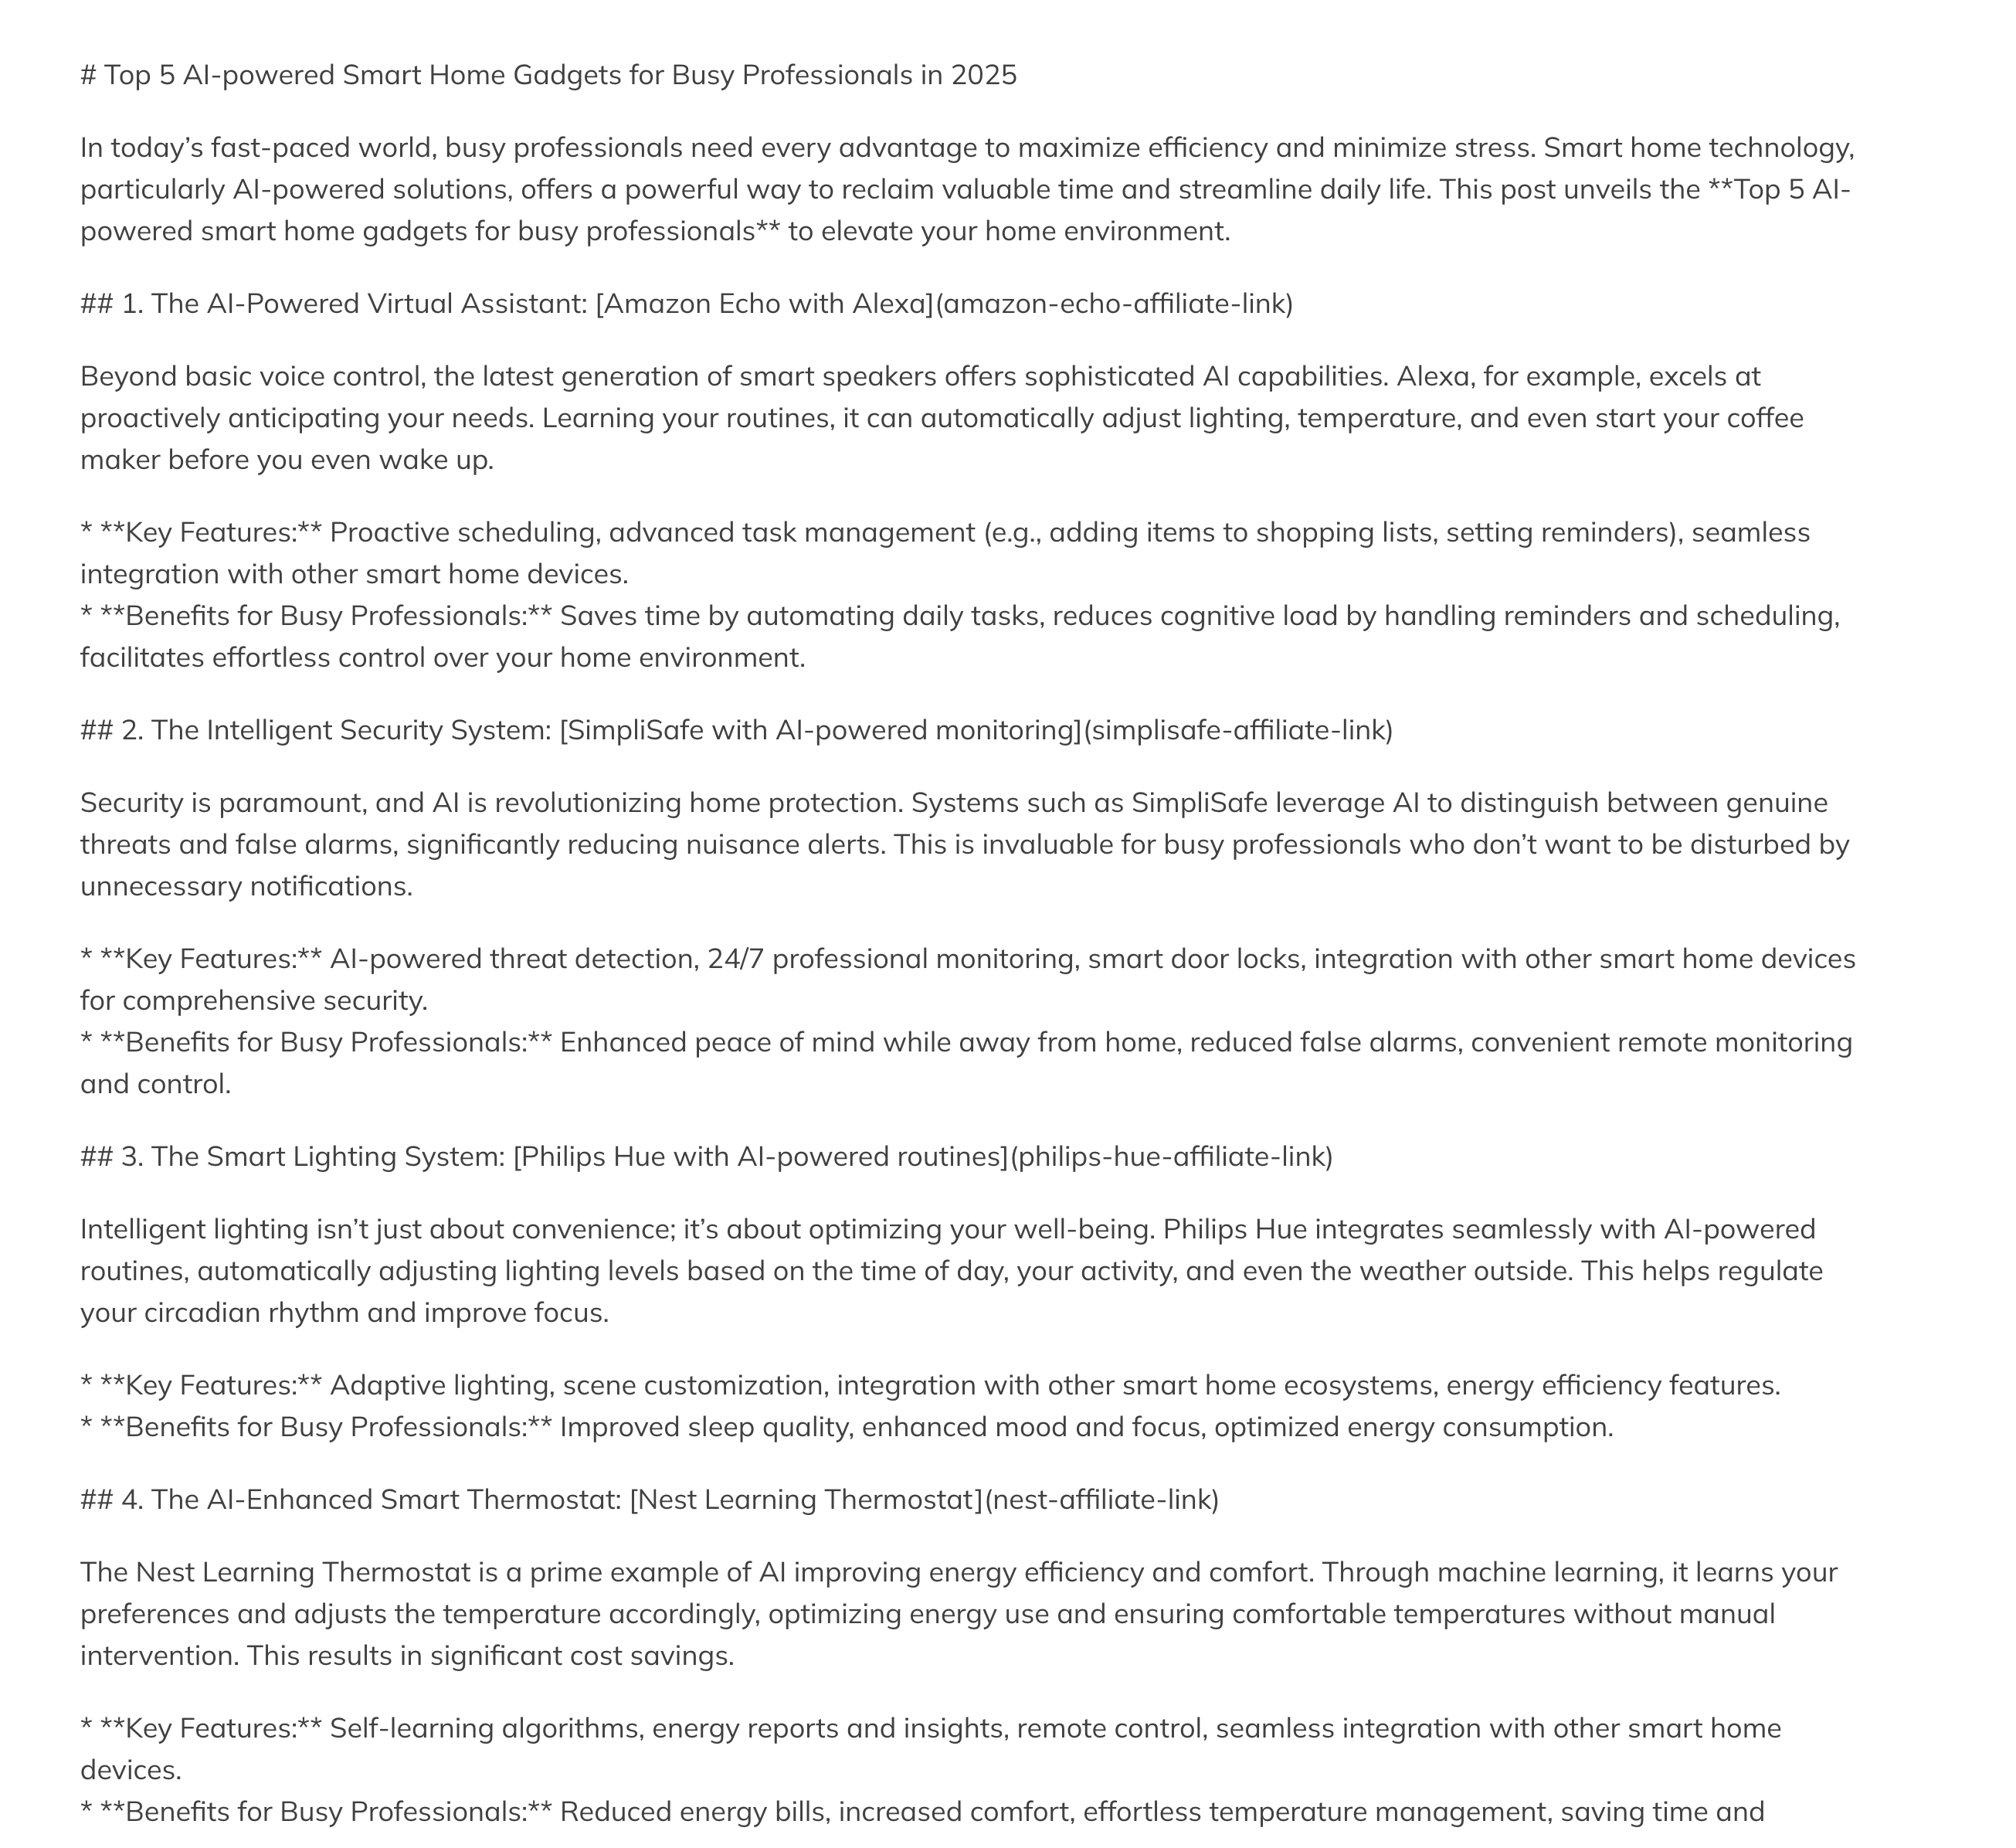 # Top 5 AI-powered Smart Home Gadgets for Busy Professionals in 2025
In today’s fast-paced world, busy professionals need every advantage to maximize efficiency and minimize stress. Smart home technology,
particularly AI-powered solutions, offers a powerful way to reclaim valuable time and streamline daily life. This post unveils the **Top 5 AI-
powered smart home gadgets for busy professionals** to elevate your home environment.
## 1. The AI-Powered Virtual Assistant: [Amazon Echo with Alexa](amazon-echo-affiliate-link)
Beyond basic voice control, the latest generation of smart speakers offers sophisticated AI capabilities. Alexa, for example, excels at
proactively anticipating your needs. Learning your routines, it can automatically adjust lighting, temperature, and even start your coffee
maker before you even wake up.
* **Key Features:** Proactive scheduling, advanced task management (e.g., adding items to shopping lists, setting reminders), seamless
integration with other smart home devices.
* **Benefits for Busy Professionals:** Saves time by automating daily tasks, reduces cognitive load by handling reminders and scheduling,
facilitates effortless control over your home environment.
## 2. The Intelligent Security System: [SimpliSafe with AI-powered monitoring](simplisafe-affiliate-link)
Security is paramount, and AI is revolutionizing home protection. Systems such as SimpliSafe leverage AI to distinguish between genuine
threats and false alarms, significantly reducing nuisance alerts. This is invaluable for busy professionals who don’t want to be disturbed by
unnecessary notifications.
* **Key Features:** AI-powered threat detection, 24/7 professional monitoring, smart door locks, integration with other smart home devices
for comprehensive security.
* **Benefits for Busy Professionals:** Enhanced peace of mind while away from home, reduced false alarms, convenient remote monitoring
and control.
## 3. The Smart Lighting System: [Philips Hue with AI-powered routines](philips-hue-affiliate-link)
Intelligent lighting isn’t just about convenience; it’s about optimizing your well-being. Philips Hue integrates seamlessly with AI-powered
routines, automatically adjusting lighting levels based on the time of day, your activity, and even the weather outside. This helps regulate
your circadian rhythm and improve focus.
* **Key Features:** Adaptive lighting, scene customization, integration with other smart home ecosystems, energy efficiency features.
* **Benefits for Busy Professionals:** Improved sleep quality, enhanced mood and focus, optimized energy consumption.
## 4. The AI-Enhanced Smart Thermostat: [Nest Learning Thermostat](nest-affiliate-link)
The Nest Learning Thermostat is a prime example of AI improving energy efficiency and comfort. Through machine learning, it learns your
preferences and adjusts the temperature accordingly, optimizing energy use and ensuring comfortable temperatures without manual
intervention. This results in significant cost savings.
* **Key Features:** Self-learning algorithms, energy reports and insights, remote control, seamless integration with other smart home
devices.
* **Benefits for Busy Professionals:** Reduced energy bills, increased comfort, effortless temperature management, saving time and